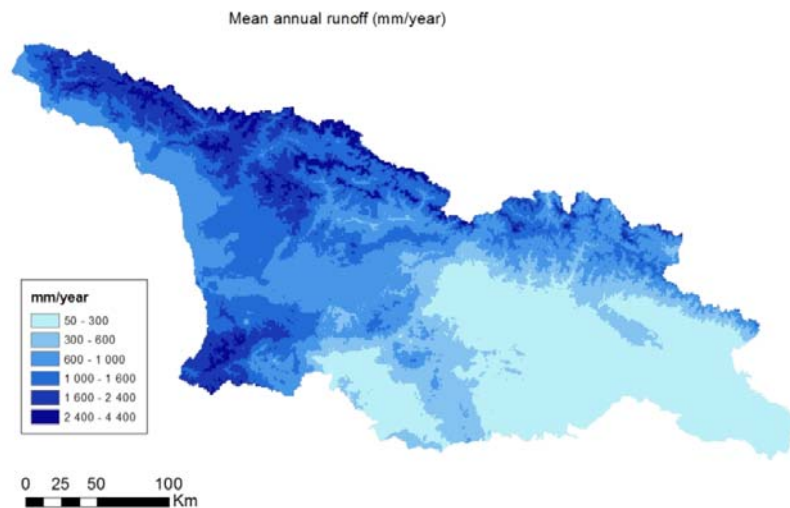 Mean annual runoff (mm/year)
mm/year
50 - 300
300 - 600
600 - 1 000
1 000 - 1 600
1 600 - 2 400
2 400 - 4 400
0 25 50 100
Km